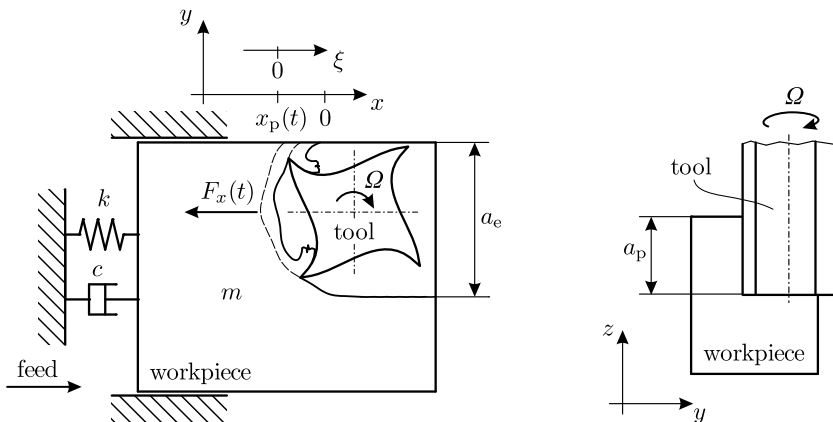 y
ξ
0
x
x_p(t)
0
Ω
k
F_x(t)
Ω
tool
a_e
tool
c
m
a_p
z
feed
workpiece
workpiece
y